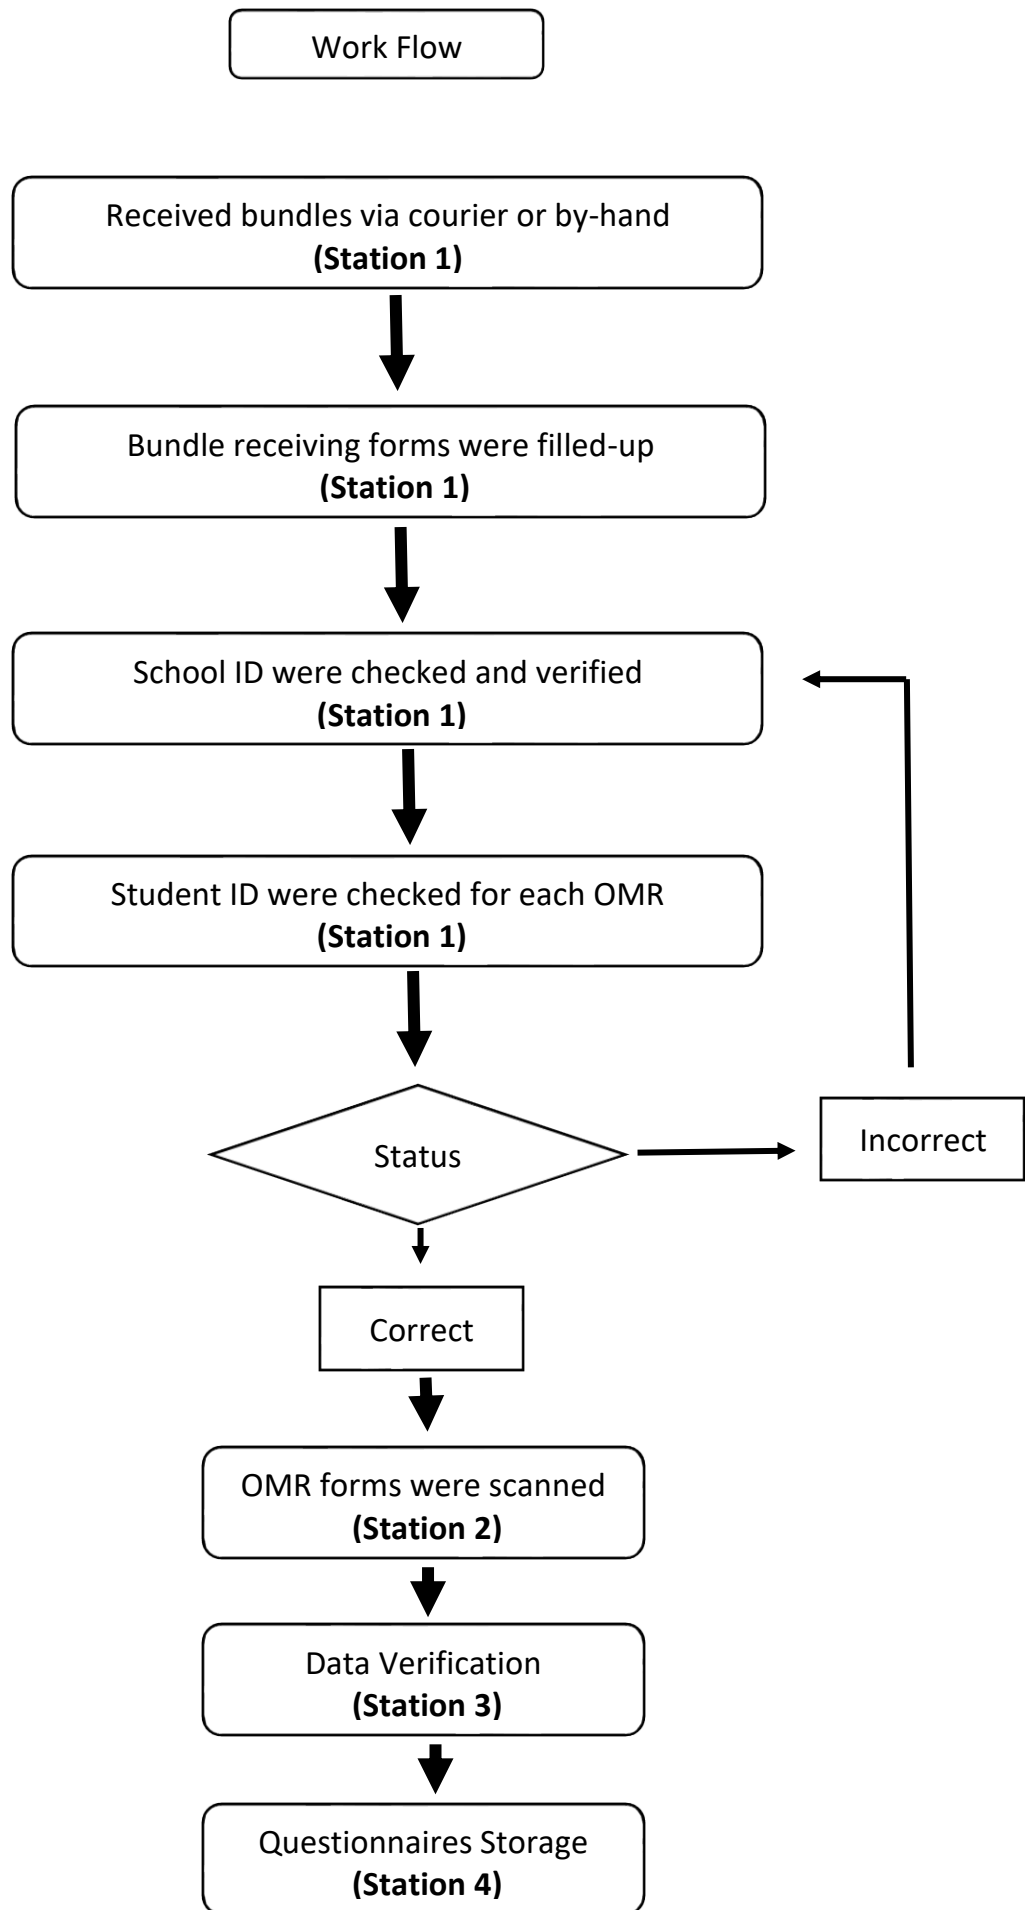 Work Flow
Received bundles via courier or by-hand
(Station 1)
Bundle receiving forms were filled-up
(Station 1)
School ID were checked and verified
(Station 1)
Student ID were checked for each OMR
(Station 1)
Status
Incorrect
Correct
OMR forms were scanned
(Station 2)
Data Verification
(Station 3)
Questionnaires Storage
(Station 4)